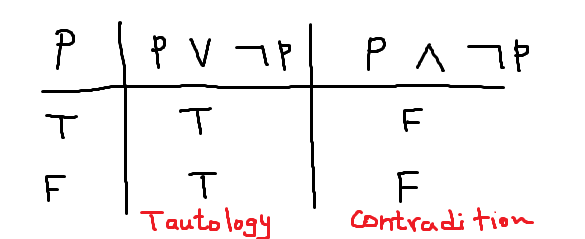 P P V ¬P P ∧ ¬P
T T F
F T F
Tautology Contradition